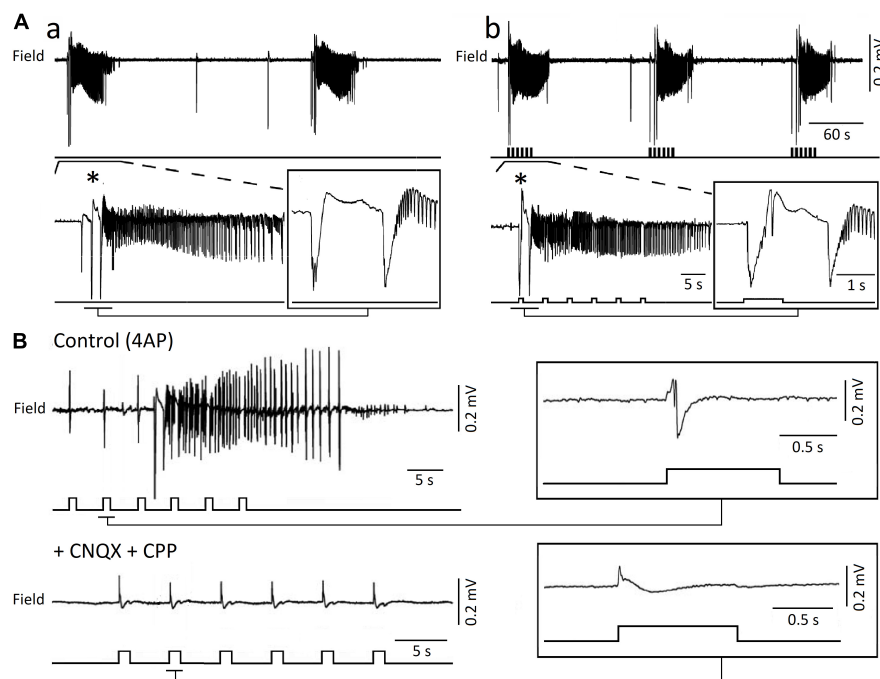 A a b
Field Field 0.2 mV
60 s
* *
5 s 1 s
B Control (4AP)
Field 0.2 mV 0.2 mV
0.5 s
5 s
+ CNQX + CPP
Field 0.2 mV 0.2 mV
0.5 s
5 s